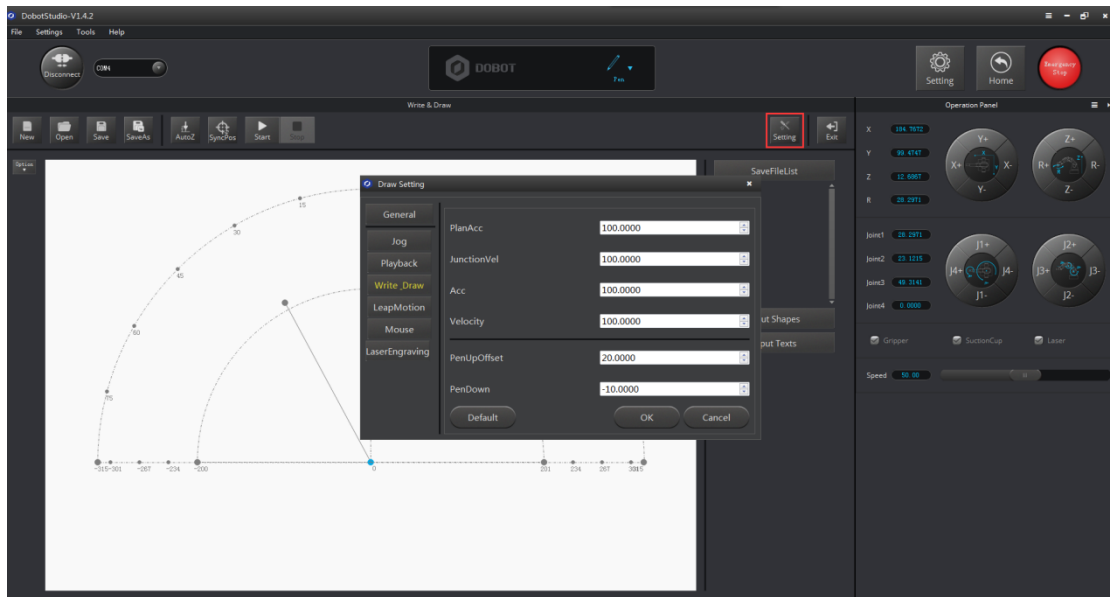 DobotStudio-V1.4.2
File Settings Tools Help
Disconnect
COM4
DOBOT
Pen
Setting
Home
Emergency
Stop
Write & Draw
Operation Panel
New
Open
Save
SaveAs
AutoZ
SyncPos
Start
Stop
Setting
Exit
Option
SaveFileList
Draw Setting
General
Jog
Playback
Write_Draw
LeapMotion
Mouse
LaserEngraving
PlanAcc 100.0000
JunctionVel 100.0000
Acc 100.0000
Velocity 100.0000
PenUpOffset 20.0000
PenDown -10.0000
Default
OK
Cancel
ut Shapes
put Texts
15
30
45
60
75
-315 -301 -267 -234 -200 0 201 234 267 3015
X 184.7872
Y 99.4747
Z 12.6867
R 28.2971
Y+
X+
X-
Y-
Z+
R+
R-
Z-
Joint1 28.2971
Joint2 23.1215
Joint3 49.3141
Joint4 0.0000
J1+
J4+
J4-
J1-
J2+
J3+
J3-
J2-
Gripper
SuctionCup
Laser
Speed 50.00